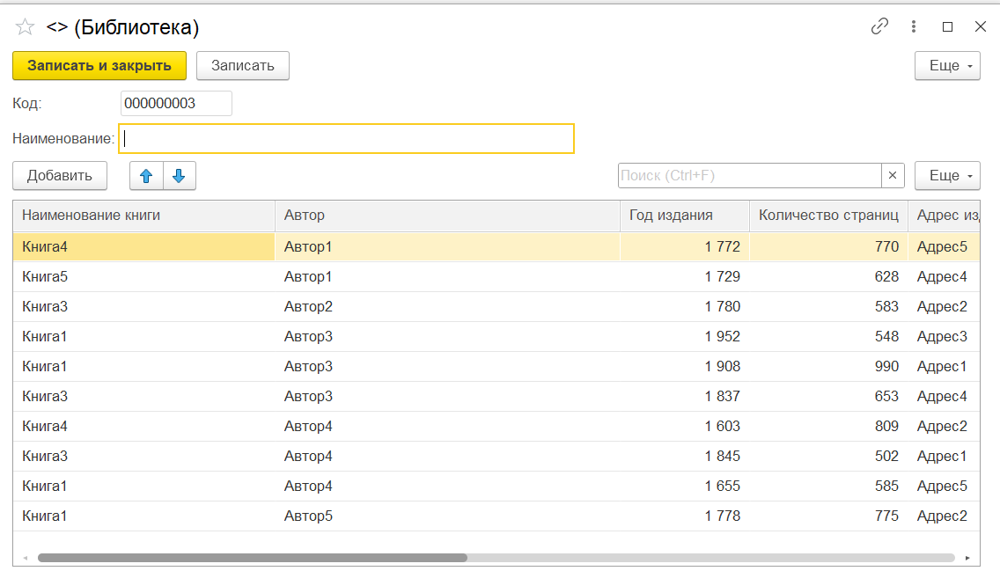 <> (Библиотека)
Записать и закрыть Записать Еще
Код: 000000003
Наименование:
Добавить Поиск (Ctrl+F) Еще
Наименование книги Автор Год издания Количество страниц Адрес изд
Книга4 Автор1 1 772 770 Адрес5
Книга5 Автор1 1 729 628 Адрес4
Книга3 Автор2 1 780 583 Адрес2
Книга1 Автор3 1 952 548 Адрес3
Книга1 Автор3 1 908 990 Адрес1
Книга3 Автор3 1 837 653 Адрес4
Книга4 Автор4 1 603 809 Адрес2
Книга3 Автор4 1 845 502 Адрес1
Книга1 Автор4 1 655 585 Адрес5
Книга1 Автор5 1 778 775 Адрес2